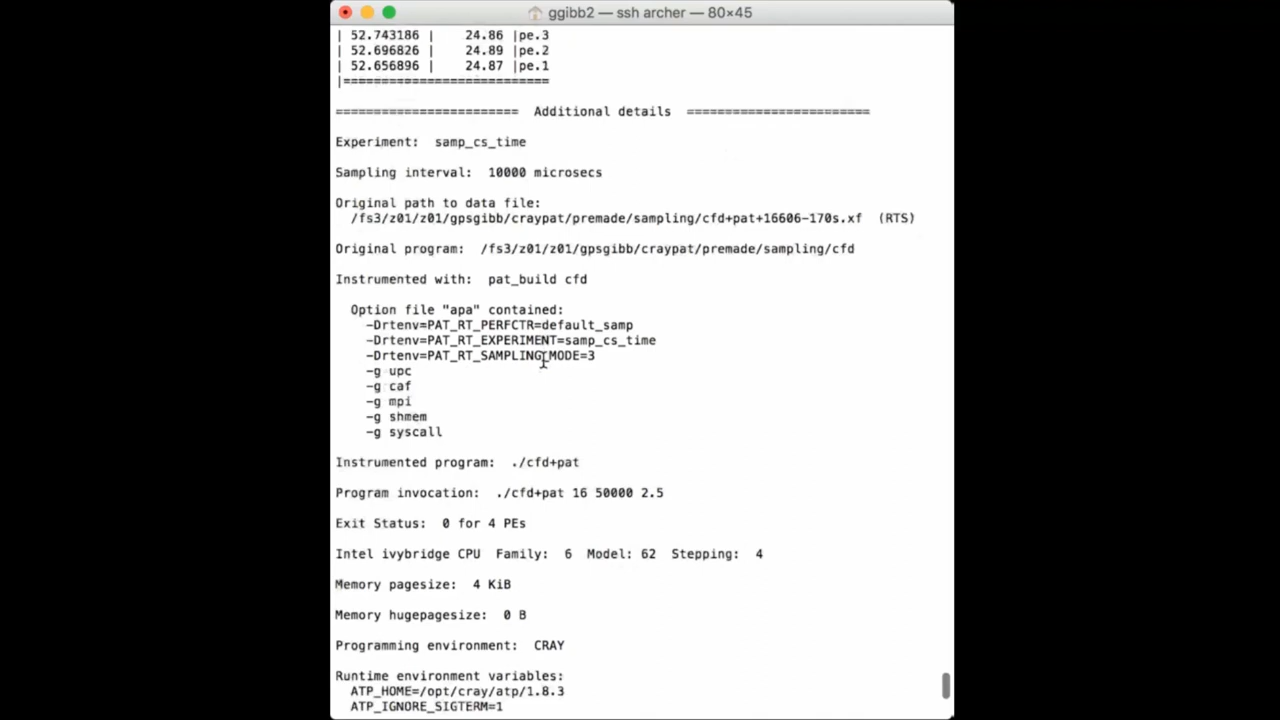 ggibb2 — ssh archer — 80×45
| 52.743186 | 24.86 |pe.3
| 52.696826 | 24.89 |pe.2
| 52.656896 | 24.87 |pe.1
|===========================
======================== Additional details ========================
Experiment: samp_cs_time
Sampling interval: 10000 microsecs
Original path to data file:
/fs3/z01/z01/gpsgibb/craypat/premade/sampling/cfd+pat+16606-170s.xf (RTS)
Original program: /fs3/z01/z01/gpsgibb/craypat/premade/sampling/cfd
Instrumented with: pat_build cfd
Option file "apa" contained:
-Drtenv=PAT_RT_PERFCTR=default_samp
-Drtenv=PAT_RT_EXPERIMENT=samp_cs_time
-Drtenv=PAT_RT_SAMPLING_MODE=3
-g upc
-g caf
-g mpi
-g shmem
-g syscall
Instrumented program: ./cfd+pat
Program invocation: ./cfd+pat 16 50000 2.5
Exit Status: 0 for 4 PEs
Intel ivybridge CPU Family: 6 Model: 62 Stepping: 4
Memory pagesize: 4 KiB
Memory hugepagesize: 0 B
Programming environment: CRAY
Runtime environment variables:
ATP_HOME=/opt/cray/atp/1.8.3
ATP_IGNORE_SIGTERM=1